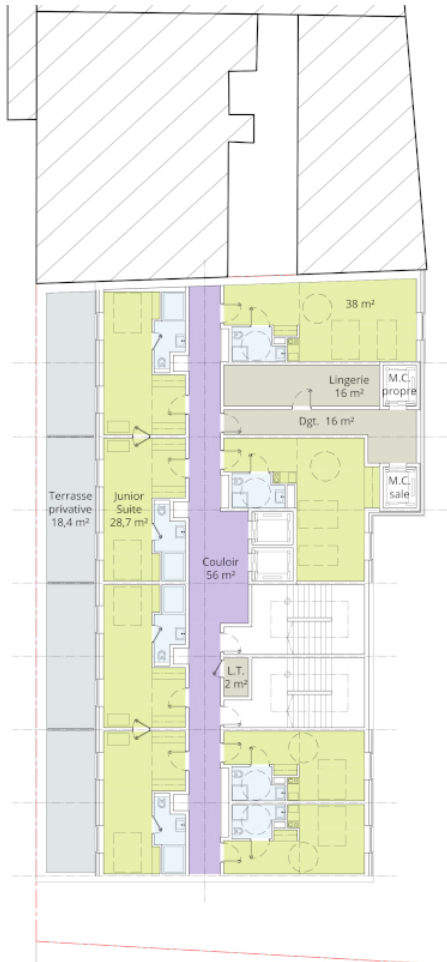 38 m²
Lingerie
16 m²
M.C.
propre
Dgt. 16 m²
M.C.
sale
Terrasse
privative
18,4 m²
Junior
Suite
28,7 m²
Couloir
56 m²
L.T.
2 m²